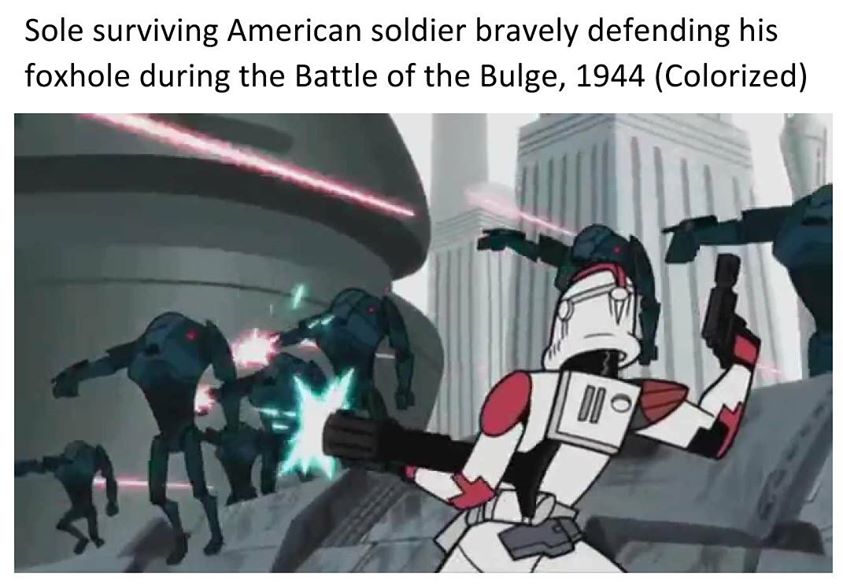 Sole surviving American soldier bravely defending his
foxhole during the Battle of the Bulge, 1944 (Colorized)